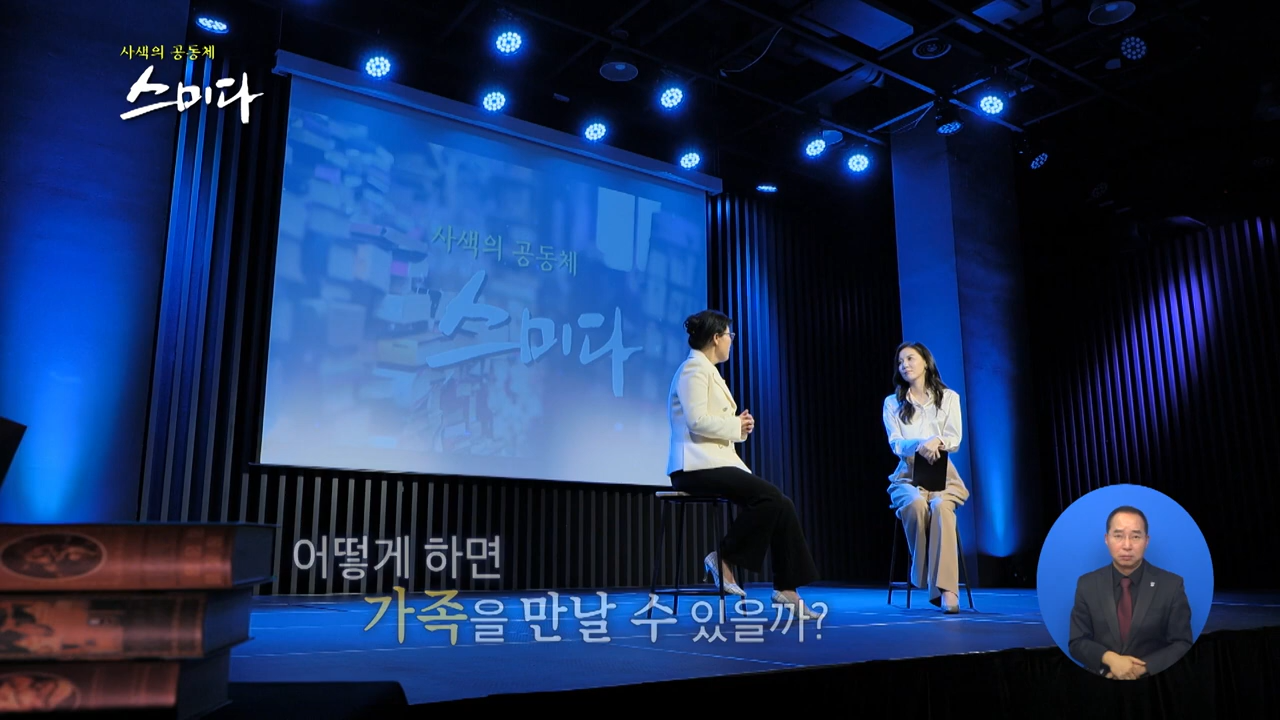 사색의 공동체
스미다
사색의 공동체
스미다
어떻게 하면
가족을 만날 수 있을까?